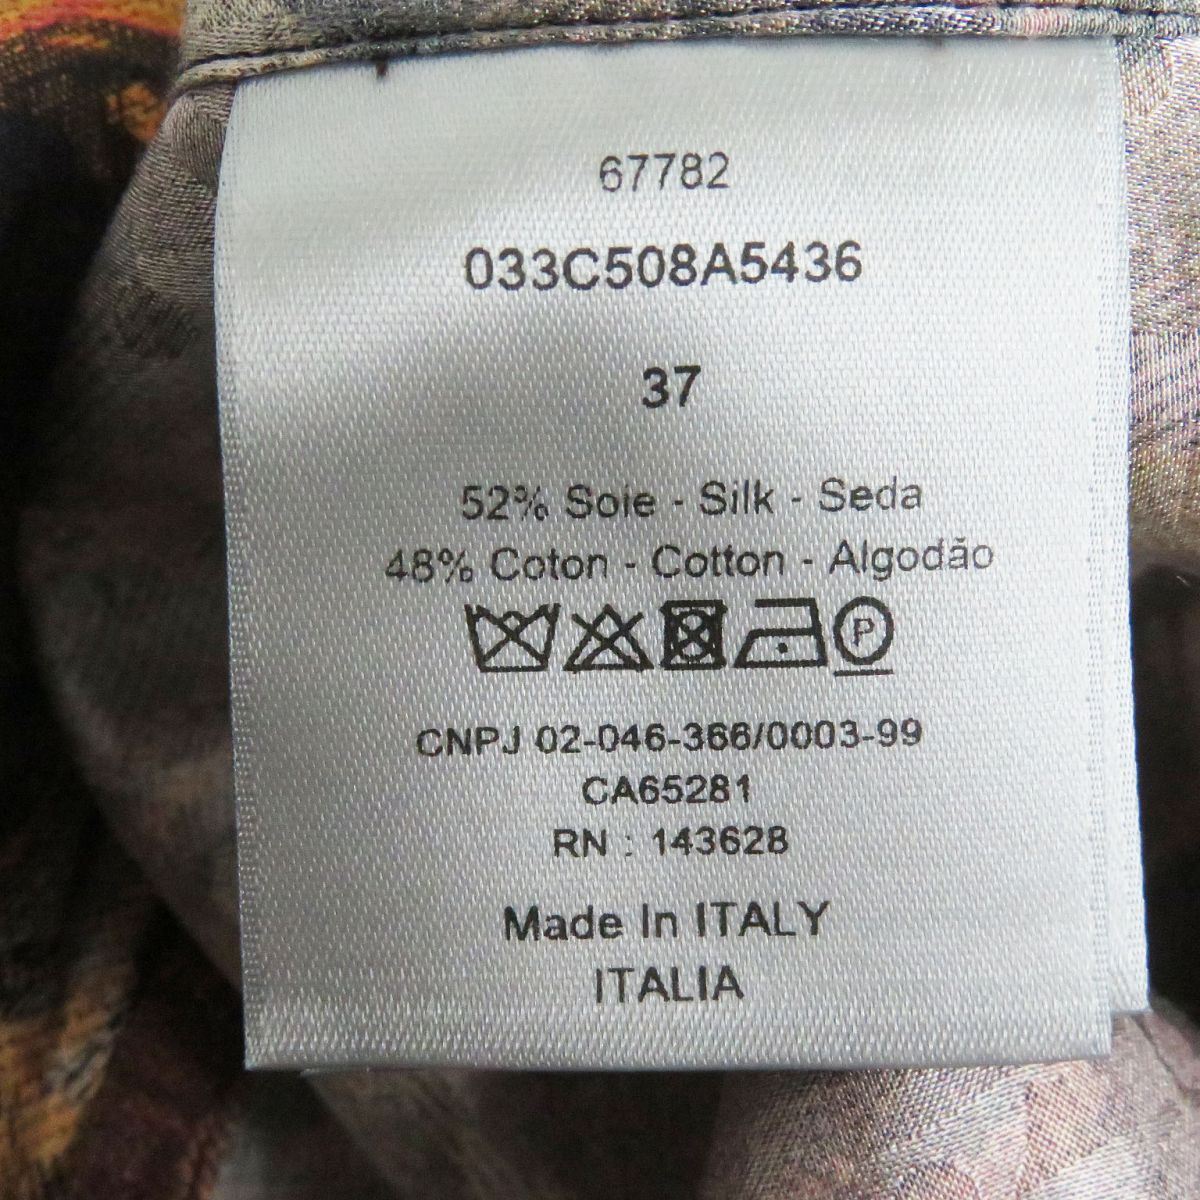 67782
033C508A5436
37
52% Soie - Silk - Seda
48% Coton - Cotton - Algodão
P
CNPJ 02-046-366/0003-99
CA65281
RN : 143628
Made In ITALY
ITALIA